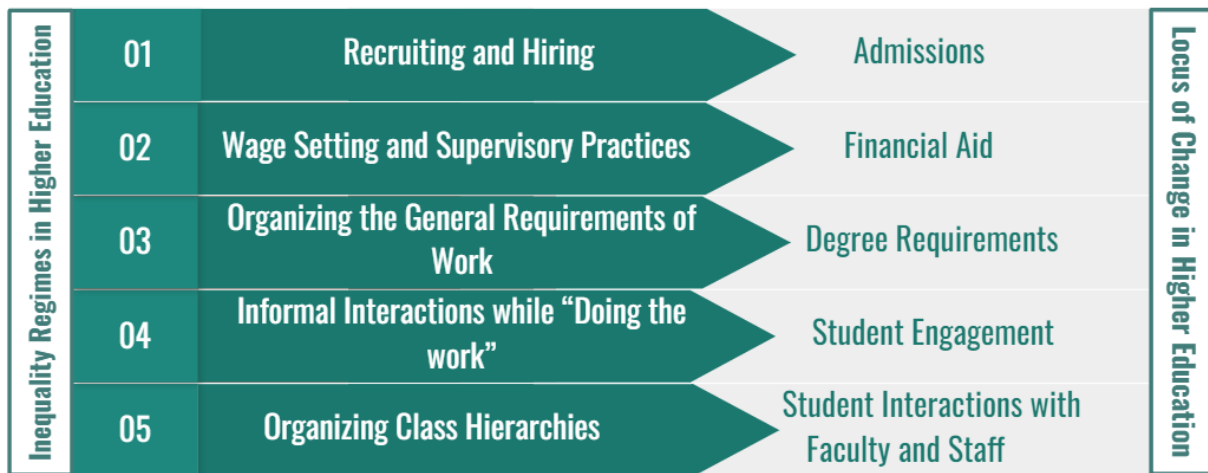 Inequality Regimes in Higher Education
01
Recruiting and Hiring
Admissions
02
Wage Setting and Supervisory Practices
Financial Aid
03
Organizing the General Requirements of
Work
Degree Requirements
04
Informal Interactions while “Doing the
work”
Student Engagement
05
Organizing Class Hierarchies
Student Interactions with
Faculty and Staff
Locus of Change in Higher Education